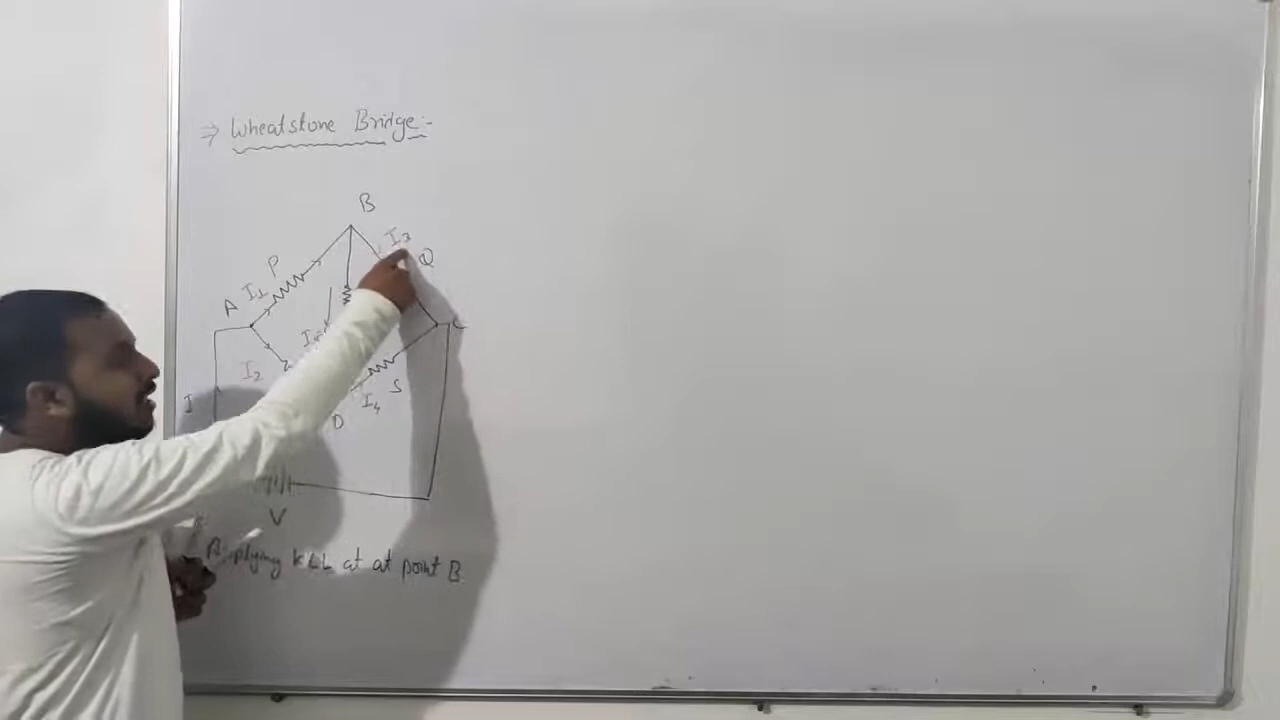 ⇒ Wheatstone Bridge:-
B
I3
P
Q
I1
A
C
I2
S
I
I4
D
V
Applying KCL at at point B